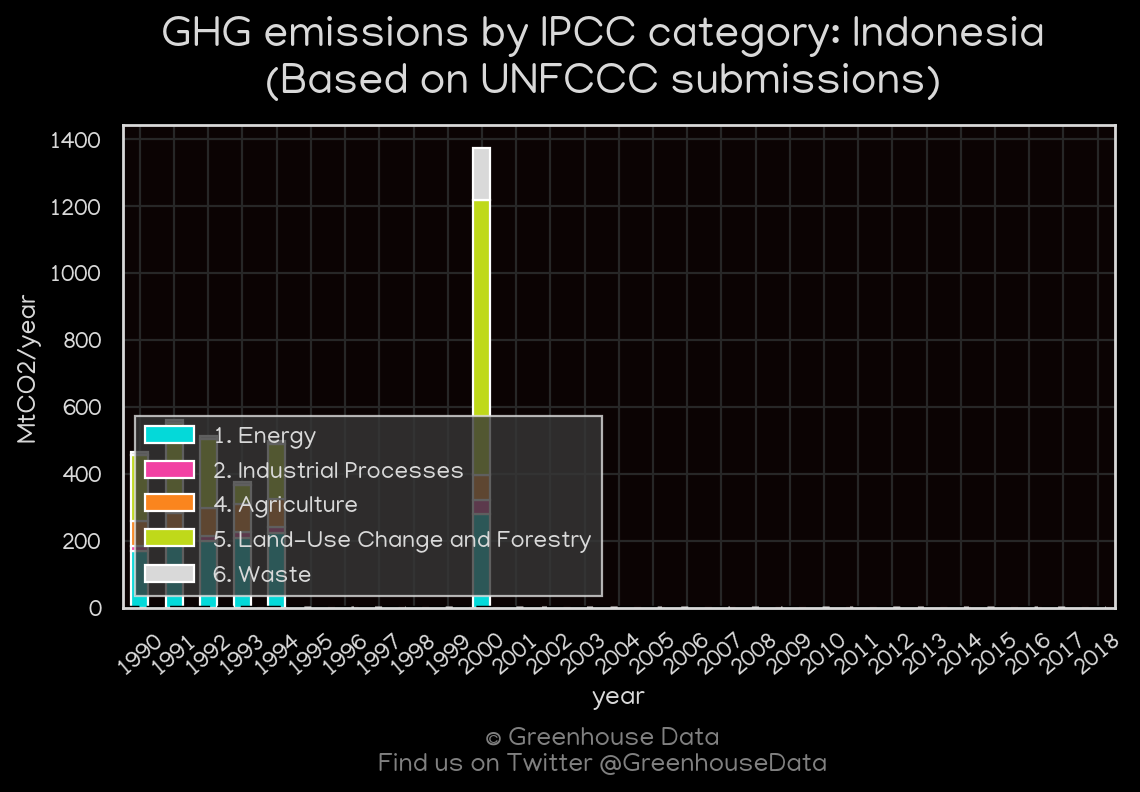 GHG emissions by IPCC category: Indonesia
(Based on UNFCCC submissions)
MtCO2/year
1400
1200
1000
800
600
400
200
0
1. Energy
2. Industrial Processes
4. Agriculture
5. Land-Use Change and Forestry
6. Waste
1990 1991 1992 1993 1994 1995 1996 1997 1998 1999 2000 2001 2002 2003 2004 2005 2006 2007 2008 2009 2010 2011 2012 2013 2014 2015 2016 2017 2018
year
© Greenhouse Data
Find us on Twitter @GreenhouseData